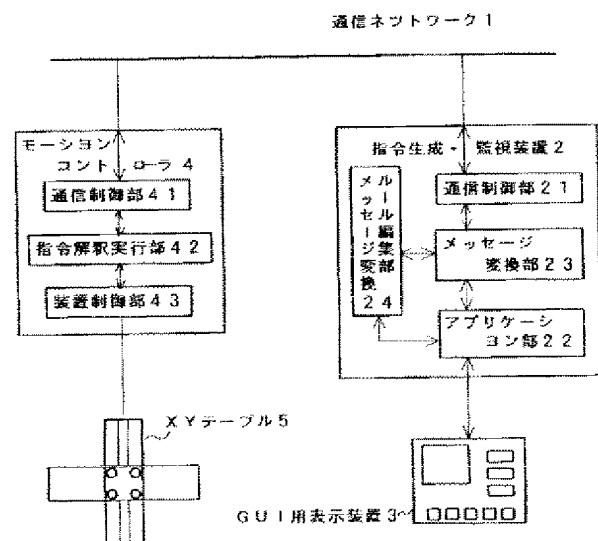 通信ネットワーク1
モーション
コントローラ4
通信制御部41
指令解釈実行部42
装置制御部43
XYテーブル5
指令生成・監視装置2
通信制御部21
メッセージ変換
ルール編集部24
メッセージ
変換部23
アプリケーシ
ョン部22
GUI用表示装置3